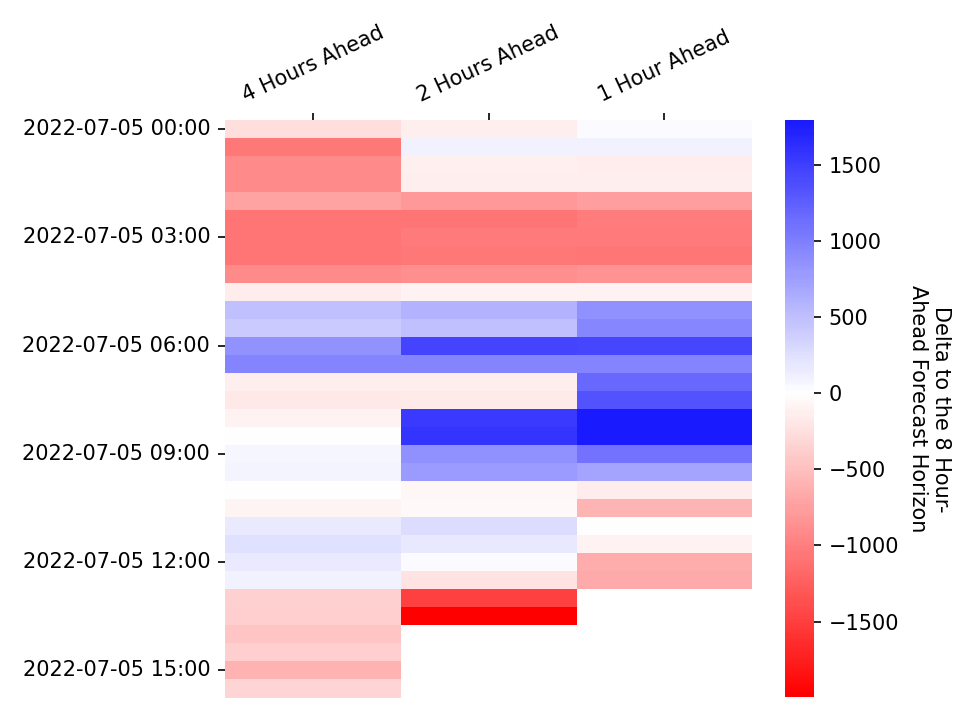 4 Hours Ahead
2 Hours Ahead
1 Hour Ahead
2022-07-05 00:00
2022-07-05 03:00
2022-07-05 06:00
2022-07-05 09:00
2022-07-05 12:00
2022-07-05 15:00
1500
1000
500
0
−500
−1000
−1500
Delta to the 8 Hour-
Ahead Forecast Horizon